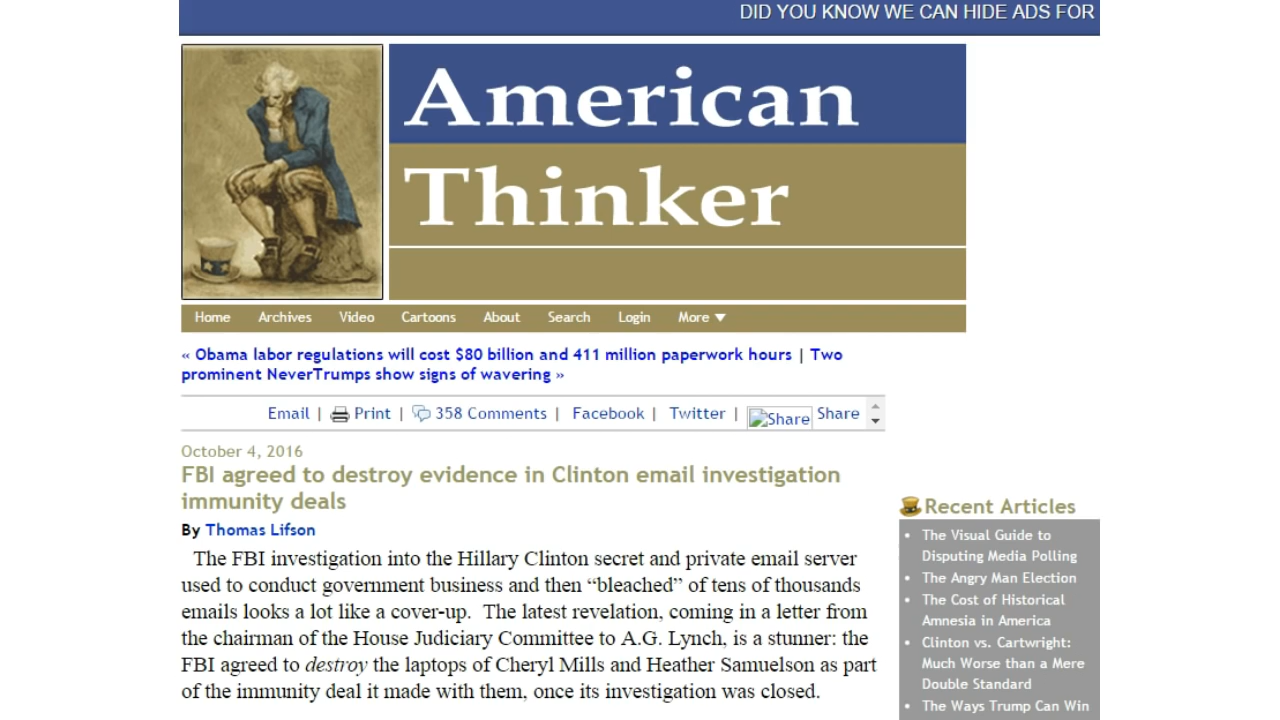 DID YOU KNOW WE CAN HIDE ADS FOR
American
Thinker
Home Archives Video Cartoons About Search Login More ▼
« Obama labor regulations will cost $80 billion and 411 million paperwork hours | Two
prominent NeverTrumps show signs of wavering »
Email | Print | 358 Comments | Facebook | Twitter | Share Share
October 4, 2016
FBI agreed to destroy evidence in Clinton email investigation
immunity deals
By Thomas Lifson
The FBI investigation into the Hillary Clinton secret and private email server
used to conduct government business and then “bleached” of tens of thousands
emails looks a lot like a cover-up. The latest revelation, coming in a letter from
the chairman of the House Judiciary Committee to A.G. Lynch, is a stunner: the
FBI agreed to destroy the laptops of Cheryl Mills and Heather Samuelson as part
of the immunity deal it made with them, once its investigation was closed.
Recent Articles
• The Visual Guide to
Disputing Media Polling
• The Angry Man Election
• The Cost of Historical
Amnesia in America
• Clinton vs. Cartwright:
Much Worse than a Mere
Double Standard
• The Ways Trump Can Win